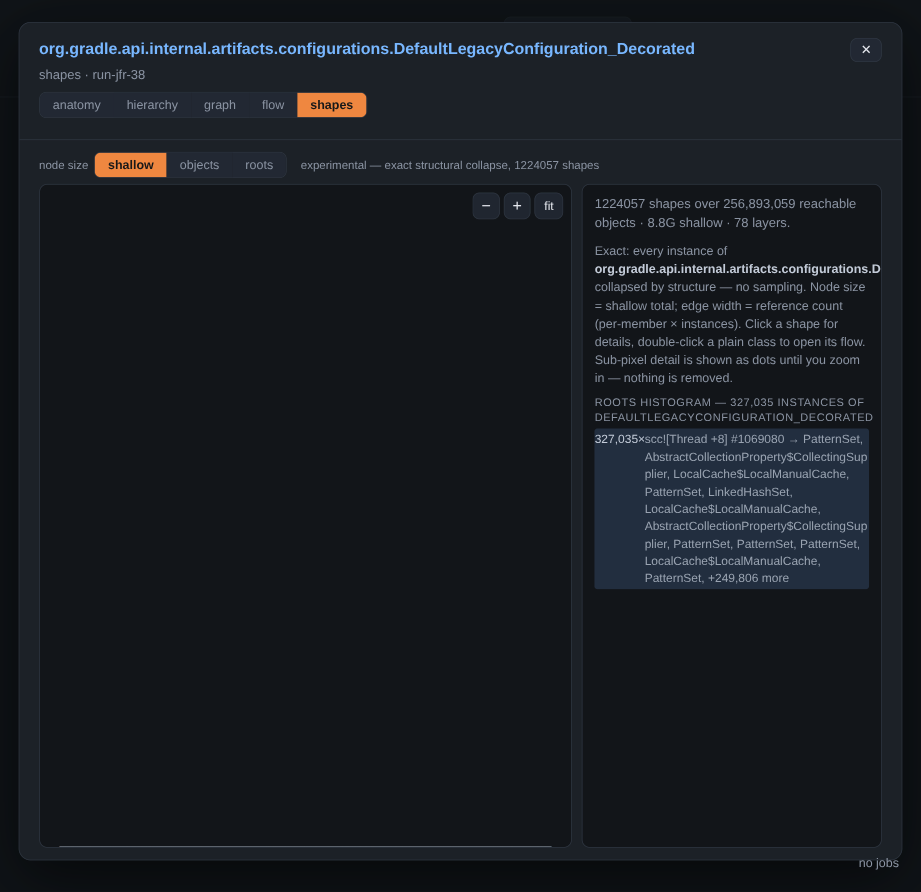 org.gradle.api.internal.artifacts.configurations.DefaultLegacyConfiguration_Decorated
✕
shapes · run-jfr-38
anatomy hierarchy graph flow shapes
node size shallow objects roots experimental — exact structural collapse, 1224057 shapes
− + fit
1224057 shapes over 256,893,059 reachable
objects · 8.8G shallow · 78 layers.
Exact: every instance of
org.gradle.api.internal.artifacts.configurations.D
collapsed by structure — no sampling. Node size
= shallow total; edge width = reference count
(per-member × instances). Click a shape for
details, double-click a plain class to open its flow.
Sub-pixel detail is shown as dots until you zoom
in — nothing is removed.
ROOTS HISTOGRAM — 327,035 INSTANCES OF
DEFAULTLEGACYCONFIGURATION_DECORATED
327,035× scc![Thread +8] #1069080 → PatternSet,
AbstractCollectionProperty$CollectingSup
plier, LocalCache$LocalManualCache,
PatternSet, LinkedHashSet,
LocalCache$LocalManualCache,
AbstractCollectionProperty$CollectingSup
plier, PatternSet, PatternSet, PatternSet,
LocalCache$LocalManualCache,
PatternSet, +249,806 more
no jobs